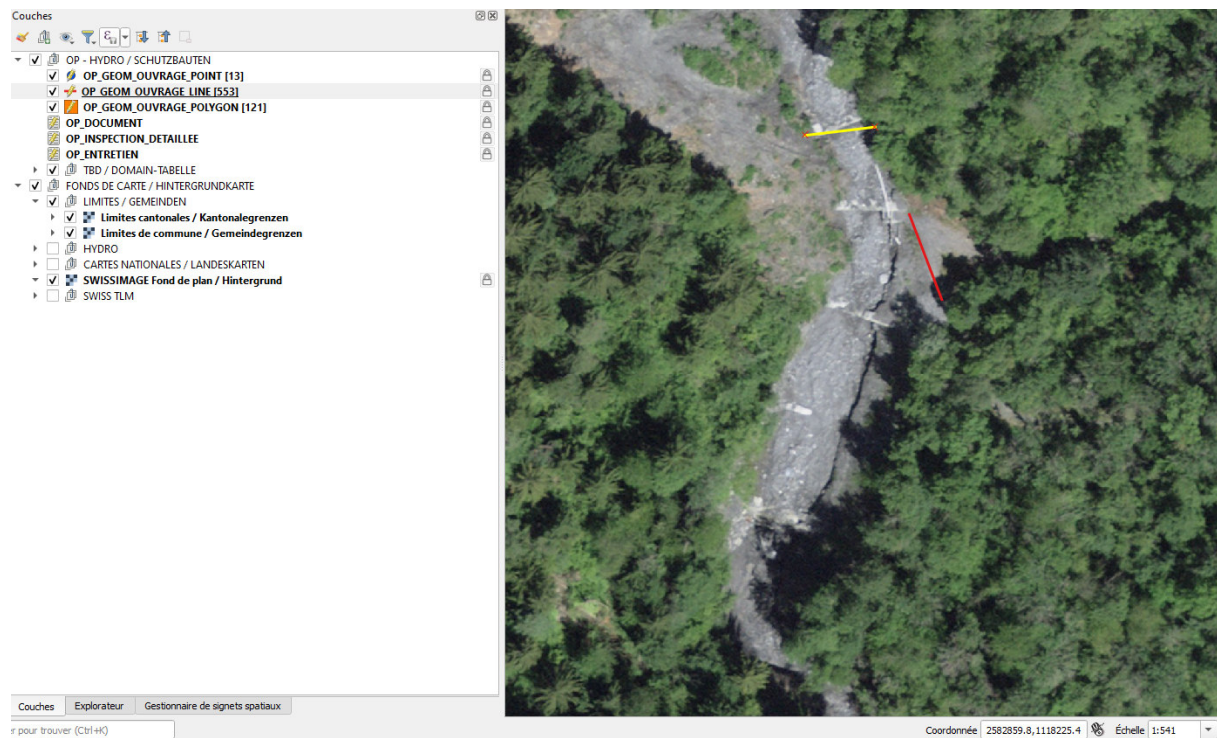 Couches
OP - HYDRO / SCHUTZBAUTEN
OP_GEOM_OUVRAGE_POINT [13]
OP_GEOM_OUVRAGE_LINE [553]
OP_GEOM_OUVRAGE_POLYGON [121]
OP_DOCUMENT
OP_INSPECTION_DETAILLEE
OP_ENTRETIEN
TBD / DOMAIN-TABELLE
FONDS DE CARTE / HINTERGRUNDKARTE
LIMITES / GEMEINDEN
Limites cantonales / Kantonalegrenzen
Limites de commune / Gemeindegrenzen
HYDRO
CARTES NATIONALES / LANDESKARTEN
SWISSIMAGE Fond de plan / Hintergrund
SWISS TLM
Couches Explorateur Gestionnaire de signets spatiaux
er pour trouver (Ctrl+K) Coordonnée 2582859.8,1118225.4 Échelle 1:541